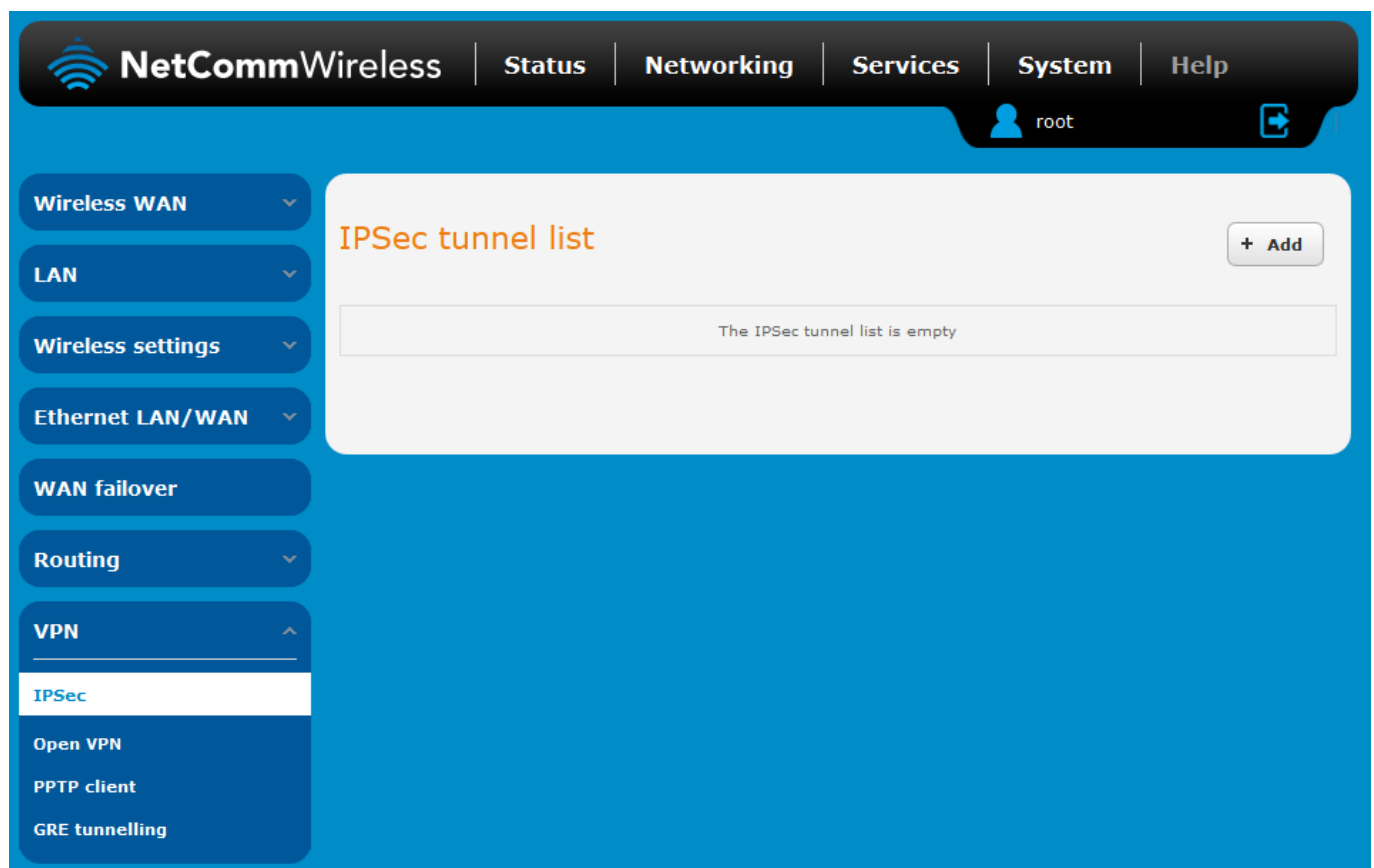 NetCommWireless Status Networking Services System Help
root
Wireless WAN
LAN
Wireless settings
Ethernet LAN/WAN
WAN failover
Routing
VPN
IPSec
Open VPN
PPTP client
GRE tunnelling
IPSec tunnel list
+ Add
The IPSec tunnel list is empty